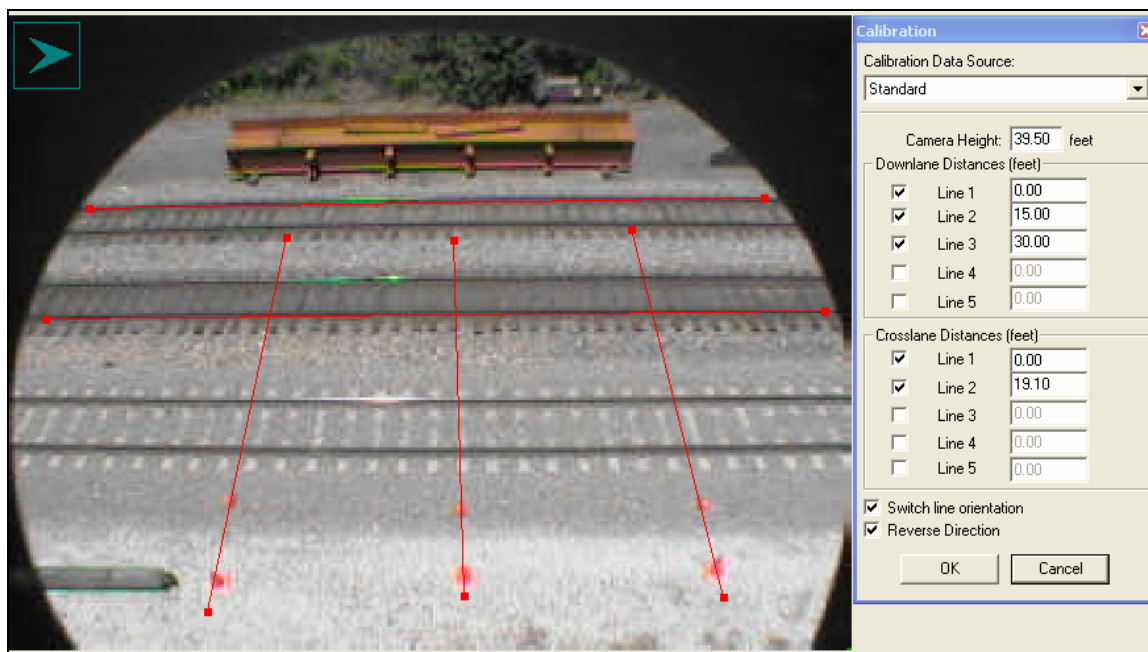 Calibration
Calibration Data Source:
Standard
Camera Height: 39.50 feet
Downlane Distances (feet)
Line 1 0.00
Line 2 15.00
Line 3 30.00
Line 4 0.00
Line 5 0.00
Crosslane Distances (feet)
Line 1 0.00
Line 2 19.10
Line 3 0.00
Line 4 0.00
Line 5 0.00
Switch line orientation
Reverse Direction
OK Cancel